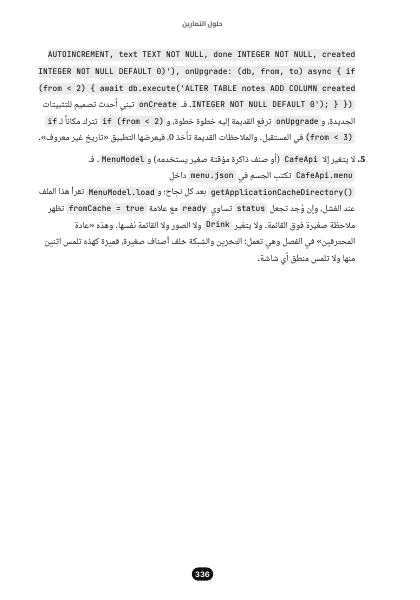 حلول التمارين
AUTOINCREMENT, text TEXT NOT NULL, done INTEGER NOT NULL, created
INTEGER NOT NULL DEFAULT 0)'), onUpgrade: (db, from, to) async { if
(from < 2) { await db.execute('ALTER TABLE notes ADD COLUMN created
INTEGER NOT NULL DEFAULT 0'); } }). فـ onCreate تبني أحدث تصميم للتثبيتات
الجديدة، و onUpgrade ترفع القديمة إليه خطوة خطوة، و if (from < 2) تترك مكاناً لـ if
(from < 3) في المستقبل. والملاحظات القديمة تأخذ 0, فيعرضها التطبيق «تاريخ غير معروف».
5. لا يتغير إلا CafeApi (أو صنف ذاكرة مؤقتة صغير يستخدمه) و MenuModel . فـ
CafeApi.menu تكتب الجسم في menu.json داخل
getApplicationCacheDirectory() بعد كل نجاح؛ و MenuModel.load تقرأ هذا الملف
عند الفشل، وإن وُجد تجعل status تساوي ready مع علامة fromCache = true تظهر
ملاحظة صغيرة فوق القائمة. ولا يتغير Drink ولا الصور ولا القائمة نفسها. وهذه «عادة
المحترفين» في الفصل وهي تعمل: التخزين والشبكة خلف أصناف صغيرة، فميزة كهذه تلمس اثنين
منها ولا تلمس منطق أي شاشة.
336